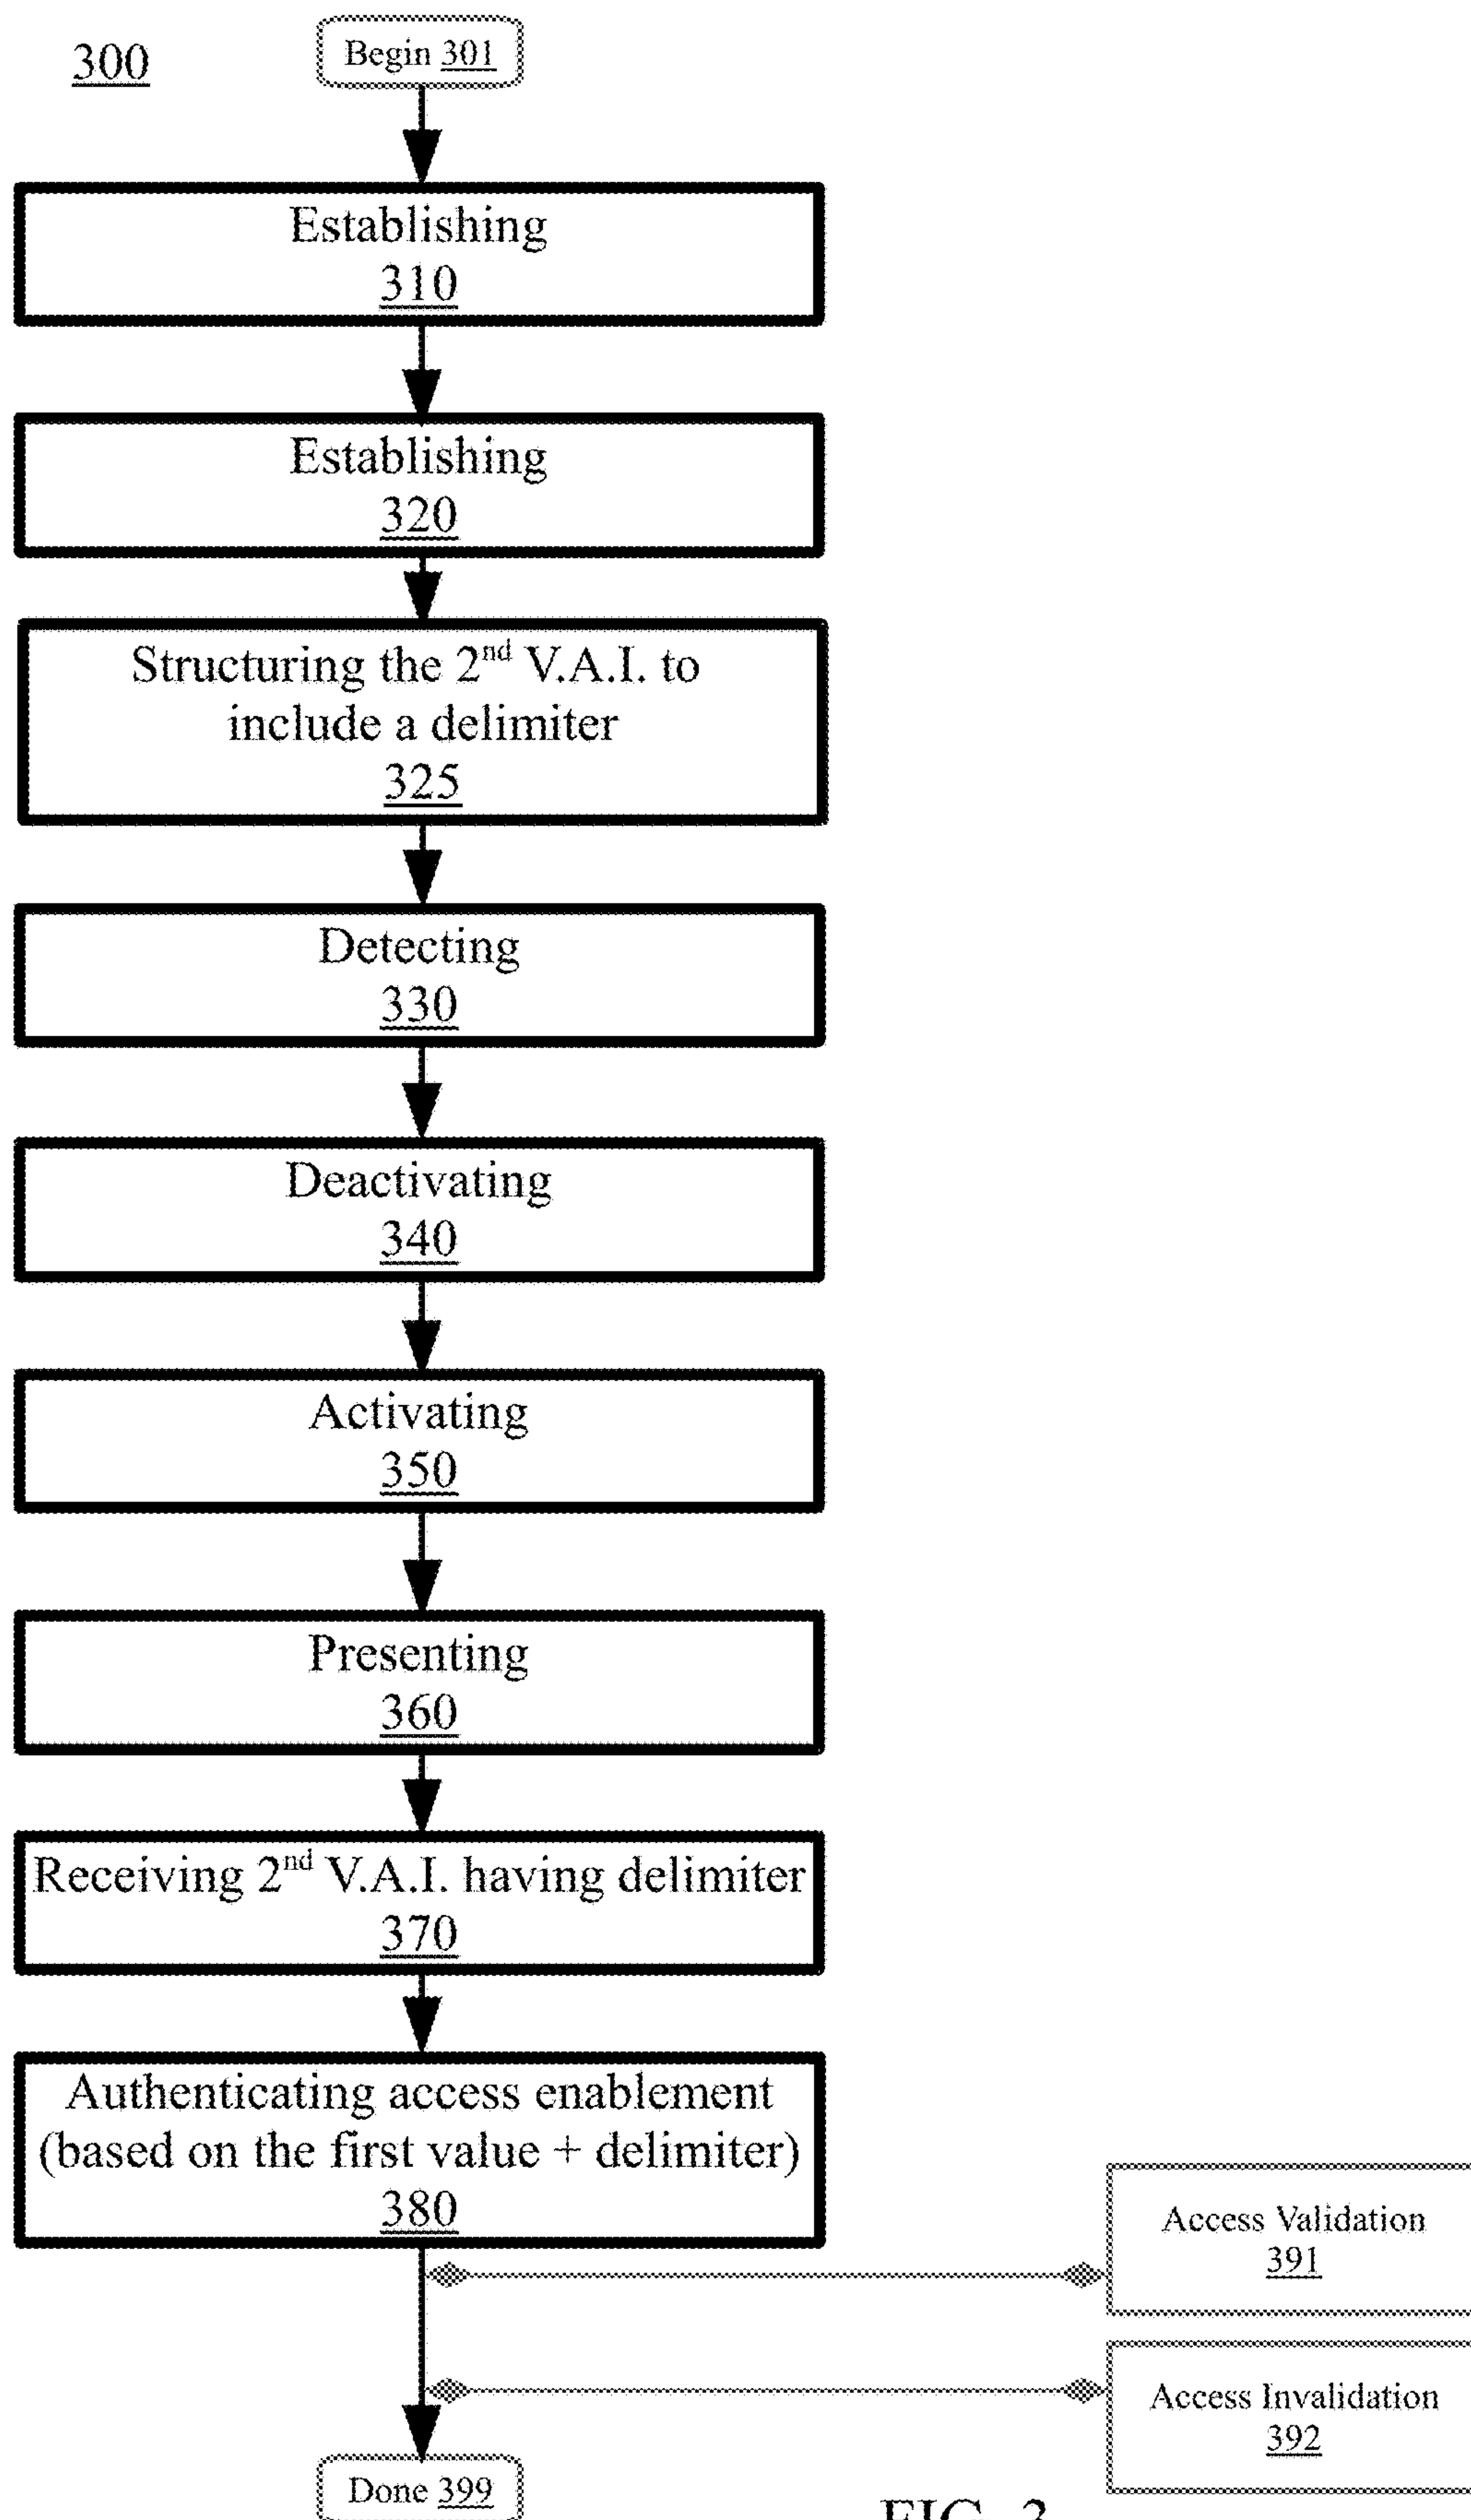 300
Begin 301
Establishing
310
Establishing
320
Structuring the 2nd V.A.I. to
include a delimiter
325
Detecting
330
Deactivating
340
Activating
350
Presenting
360
Receiving 2nd V.A.I. having delimiter
370
Authenticating access enablement
(based on the first value + delimiter)
380
Access Validation
391
Access Invalidation
392
Done 399
FIG. 3